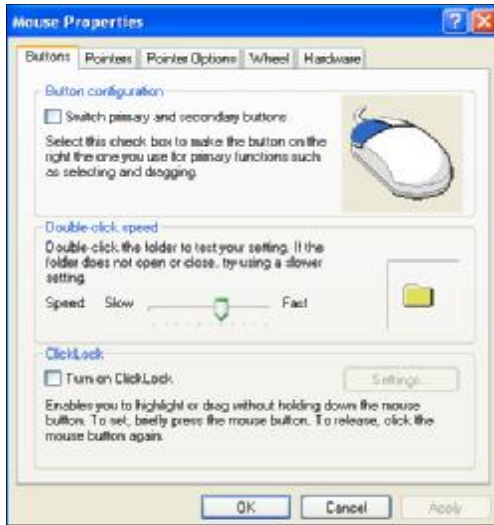 Mouse Properties
Buttons Pointers Pointer Options Wheel Hardware
Button configuration
Switch primary and secondary buttons
Select this check box to make the button on the
right the one you use for primary functions such
as selecting and dragging.
Double-click speed
Double-click the folder to test your setting. If the
folder does not open or close, try using a slower
setting.
Speed: Slow Fast
ClickLock
Turn on ClickLock Settings...
Enables you to highlight or drag without holding down the mouse
button. To set, briefly press the mouse button. To release, click the
mouse button again.
OK Cancel Apply